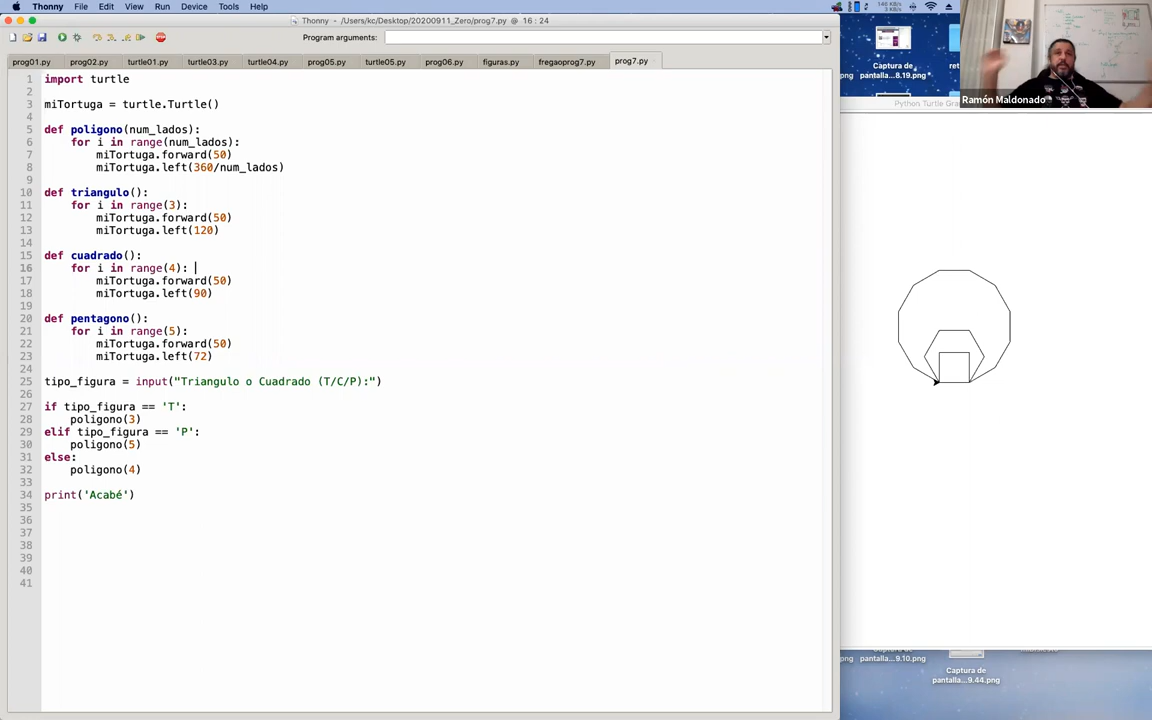 Thonny File Edit View Run Device Tools Help
Thonny - /Users/kc/Desktop/20200911_Zero/prog7.py @ 16 : 24
Program arguments:
prog01.py prog02.py turtle01.py turtle03.py turtle04.py prog05.py turtle05.py prog06.py figuras.py fregaoprog7.py prog7.py
1 import turtle
2
3 miTortuga = turtle.Turtle()
4
5 def poligono(num_lados):
6 for i in range(num_lados):
7 miTortuga.forward(50)
8 miTortuga.left(360/num_lados)
9
10 def triangulo():
11 for i in range(3):
12 miTortuga.forward(50)
13 miTortuga.left(120)
14
15 def cuadrado():
16 for i in range(4):
17 miTortuga.forward(50)
18 miTortuga.left(90)
19
20 def pentagono():
21 for i in range(5):
22 miTortuga.forward(50)
23 miTortuga.left(72)
24
25 tipo_figura = input("Triangulo o Cuadrado (T/C/P):")
26
27 if tipo_figura == 'T':
28 poligono(3)
29 elif tipo_figura == 'P':
30 poligono(5)
31 else:
32 poligono(4)
33
34 print('Acabé')
35
36
37
38
39
40
41
Captura de
pantalla...8.19.png
png
ret
Ramón Maldonado
Python Turtle Gra
png pantalla...9.10.png
Captura de
pantalla...9.44.png